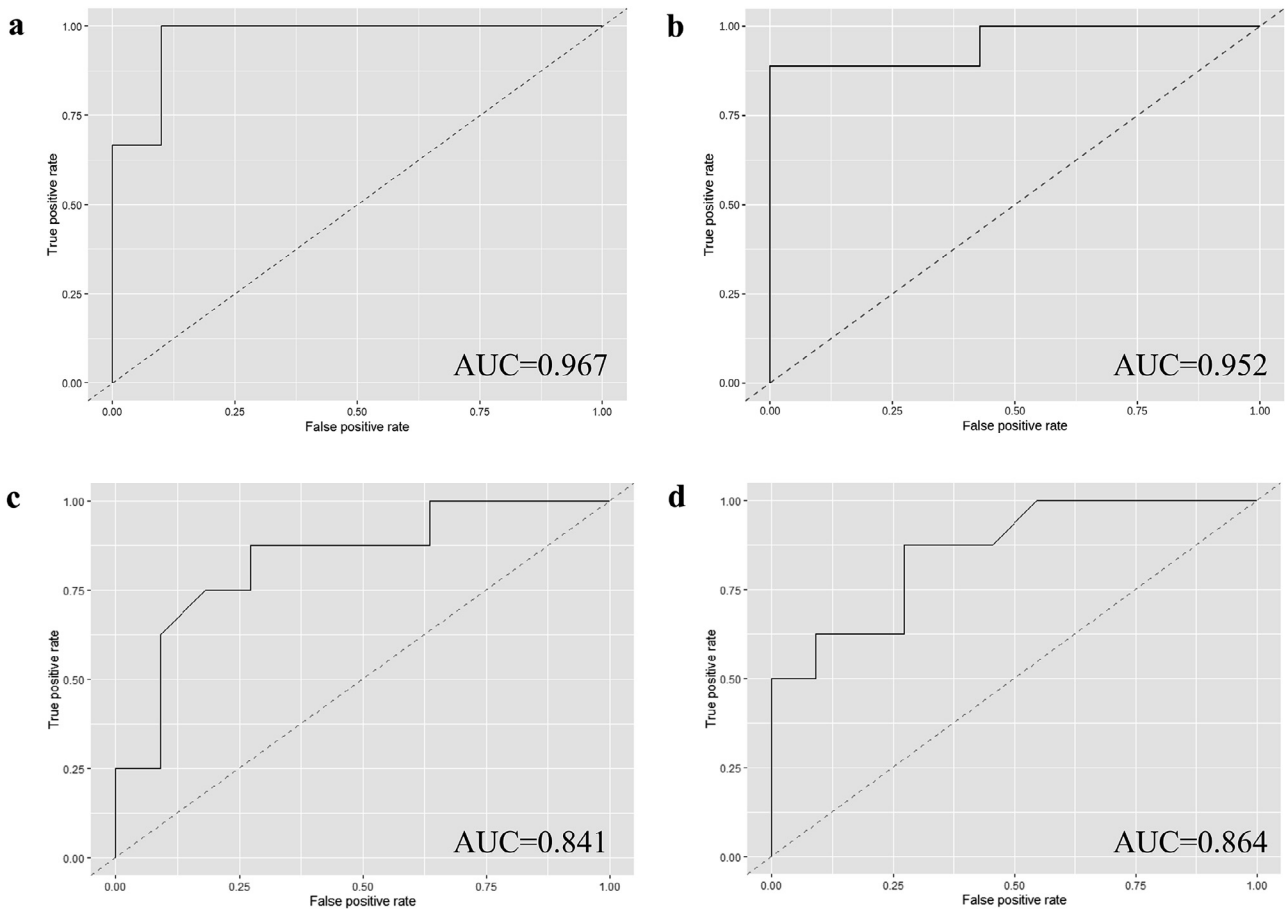 a
1.00
0.75
0.50
0.25
0.00
True positive rate
AUC=0.967
0.00 0.25 0.50 0.75 1.00
False positive rate
b
1.00
0.75
0.50
0.25
0.00
True positive rate
AUC=0.952
0.00 0.25 0.50 0.75 1.00
False positive rate
c
1.00
0.75
0.50
0.25
0.00
True positive rate
AUC=0.841
0.00 0.25 0.50 0.75 1.00
False positive rate
d
1.00
0.75
0.50
0.25
0.00
True positive rate
AUC=0.864
0.00 0.25 0.50 0.75 1.00
False positive rate